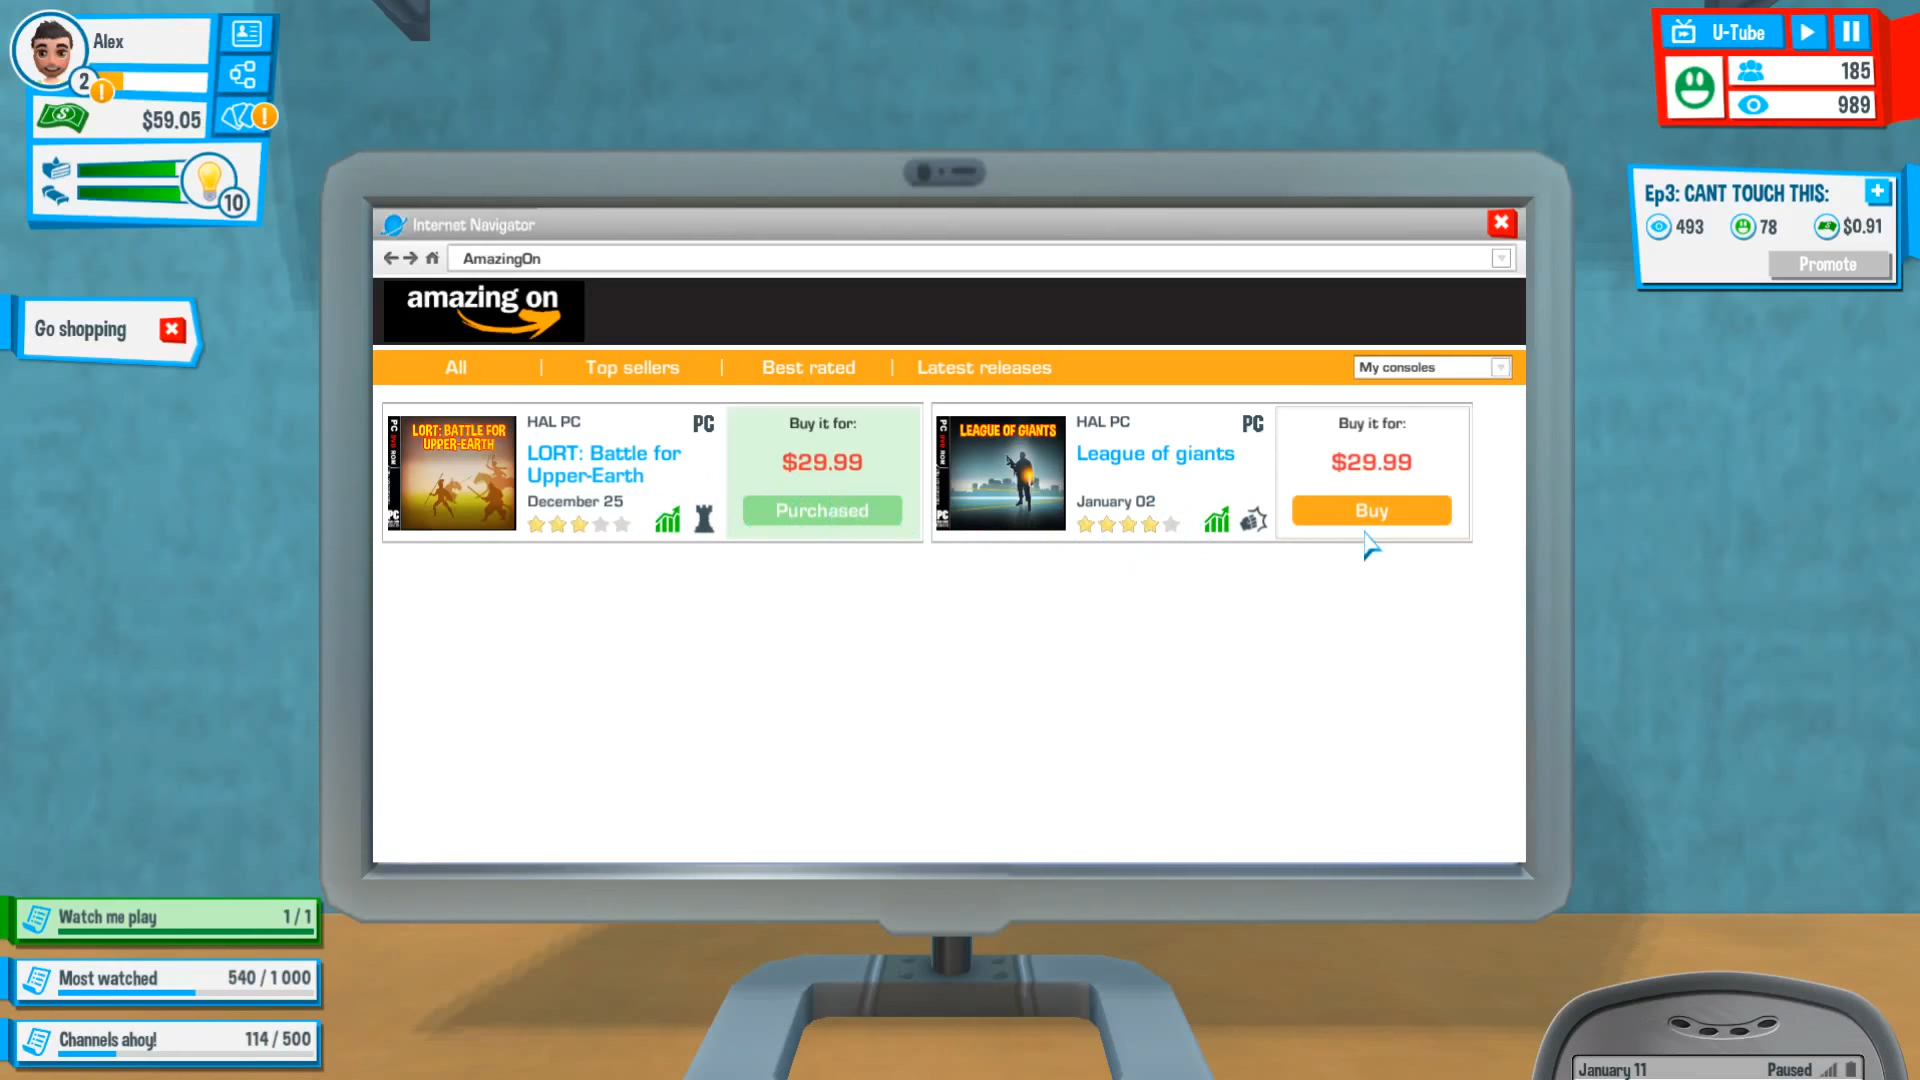 Alex
2
!
$59.05
!
10
Go shopping
U-Tube
185
989
Ep3: CANT TOUCH THIS:
493
78
$0.91
Promote
Internet Navigator
AmazingOn
amazing on
All
Top sellers
Best rated
Latest releases
My consoles
LORT: BATTLE FOR
UPPER-EARTH
PC
PC
HAL PC
PC
LORT: Battle for
Upper-Earth
December 25
Buy it for:
$29.99
Purchased
LEAGUE OF GIANTS
PC
PC
HAL PC
PC
League of giants
January 02
Buy it for:
$29.99
Buy
Watch me play 1 / 1
Most watched 540 / 1 000
Channels ahoy! 114 / 500
January 11 Paused